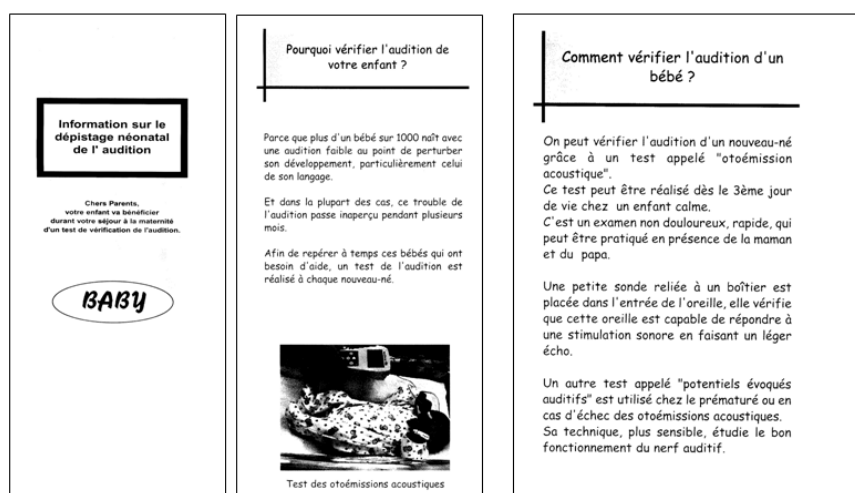 Information sur le
dépistage néonatal
de l' audition
Chers Parents,
votre enfant va bénéficier
durant votre séjour à la maternité
d'un test de vérification de l'audition.
BABY
Pourquoi vérifier l'audition de
votre enfant ?
Parce que plus d'un bébé sur 1000 naît avec
une audition faible au point de perturber
son développement, particulièrement celui
de son langage.
Et dans la plupart des cas, ce trouble de
l'audition passe inaperçu pendant plusieurs
mois.
Afin de repérer à temps ces bébés qui ont
besoin d'aide, un test de l'audition est
réalisé à chaque nouveau-né.
Test des otoémissions acoustiques
Comment vérifier l'audition d'un
bébé ?
On peut vérifier l'audition d'un nouveau-né
grâce à un test appelé "otoémission
acoustique".
Ce test peut être réalisé dès le 3ème jour
de vie chez un enfant calme.
C'est un examen non douloureux, rapide, qui
peut être pratiqué en présence de la maman
et du papa.
Une petite sonde reliée à un boîtier est
placée dans l'entrée de l'oreille, elle vérifie
que cette oreille est capable de répondre à
une stimulation sonore en faisant un léger
écho.
Un autre test appelé "potentiels évoqués
auditifs" est utilisé chez le prématuré ou en
cas d'échec des otoémissions acoustiques.
Sa technique, plus sensible, étudie le bon
fonctionnement du nerf auditif.